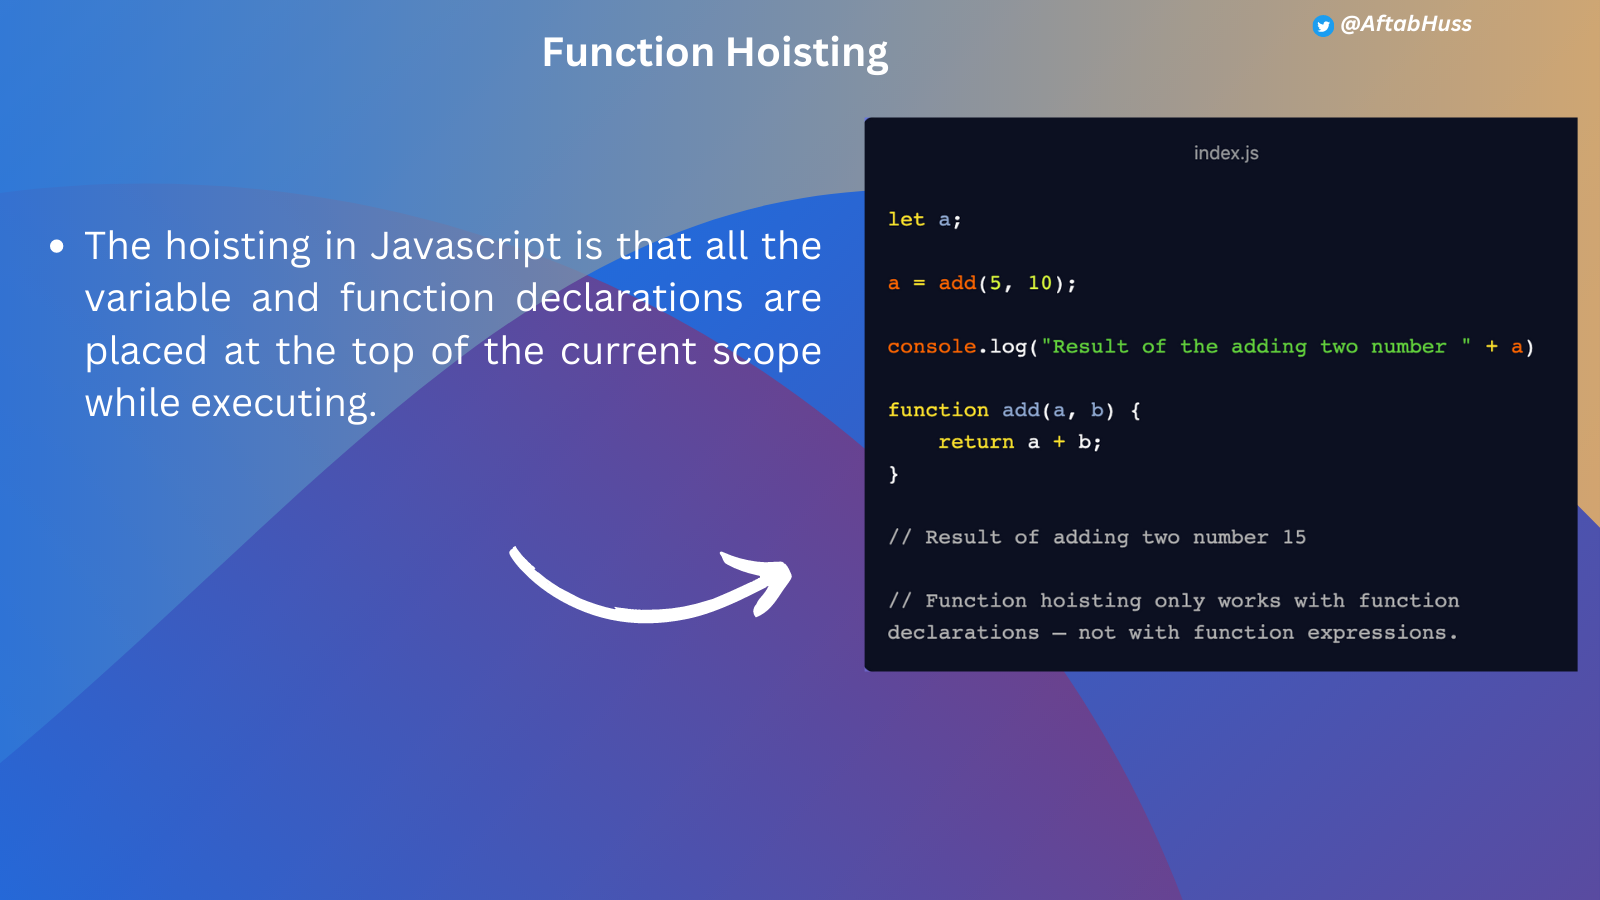 Function Hoisting
@AftabHuss
• The hoisting in Javascript is that all the
variable and function declarations are
placed at the top of the current scope
while executing.
index.js
let a;
a = add(5, 10);
console.log("Result of the adding two number " + a)
function add(a, b) {
    return a + b;
}
// Result of adding two number 15
// Function hoisting only works with function
declarations — not with function expressions.